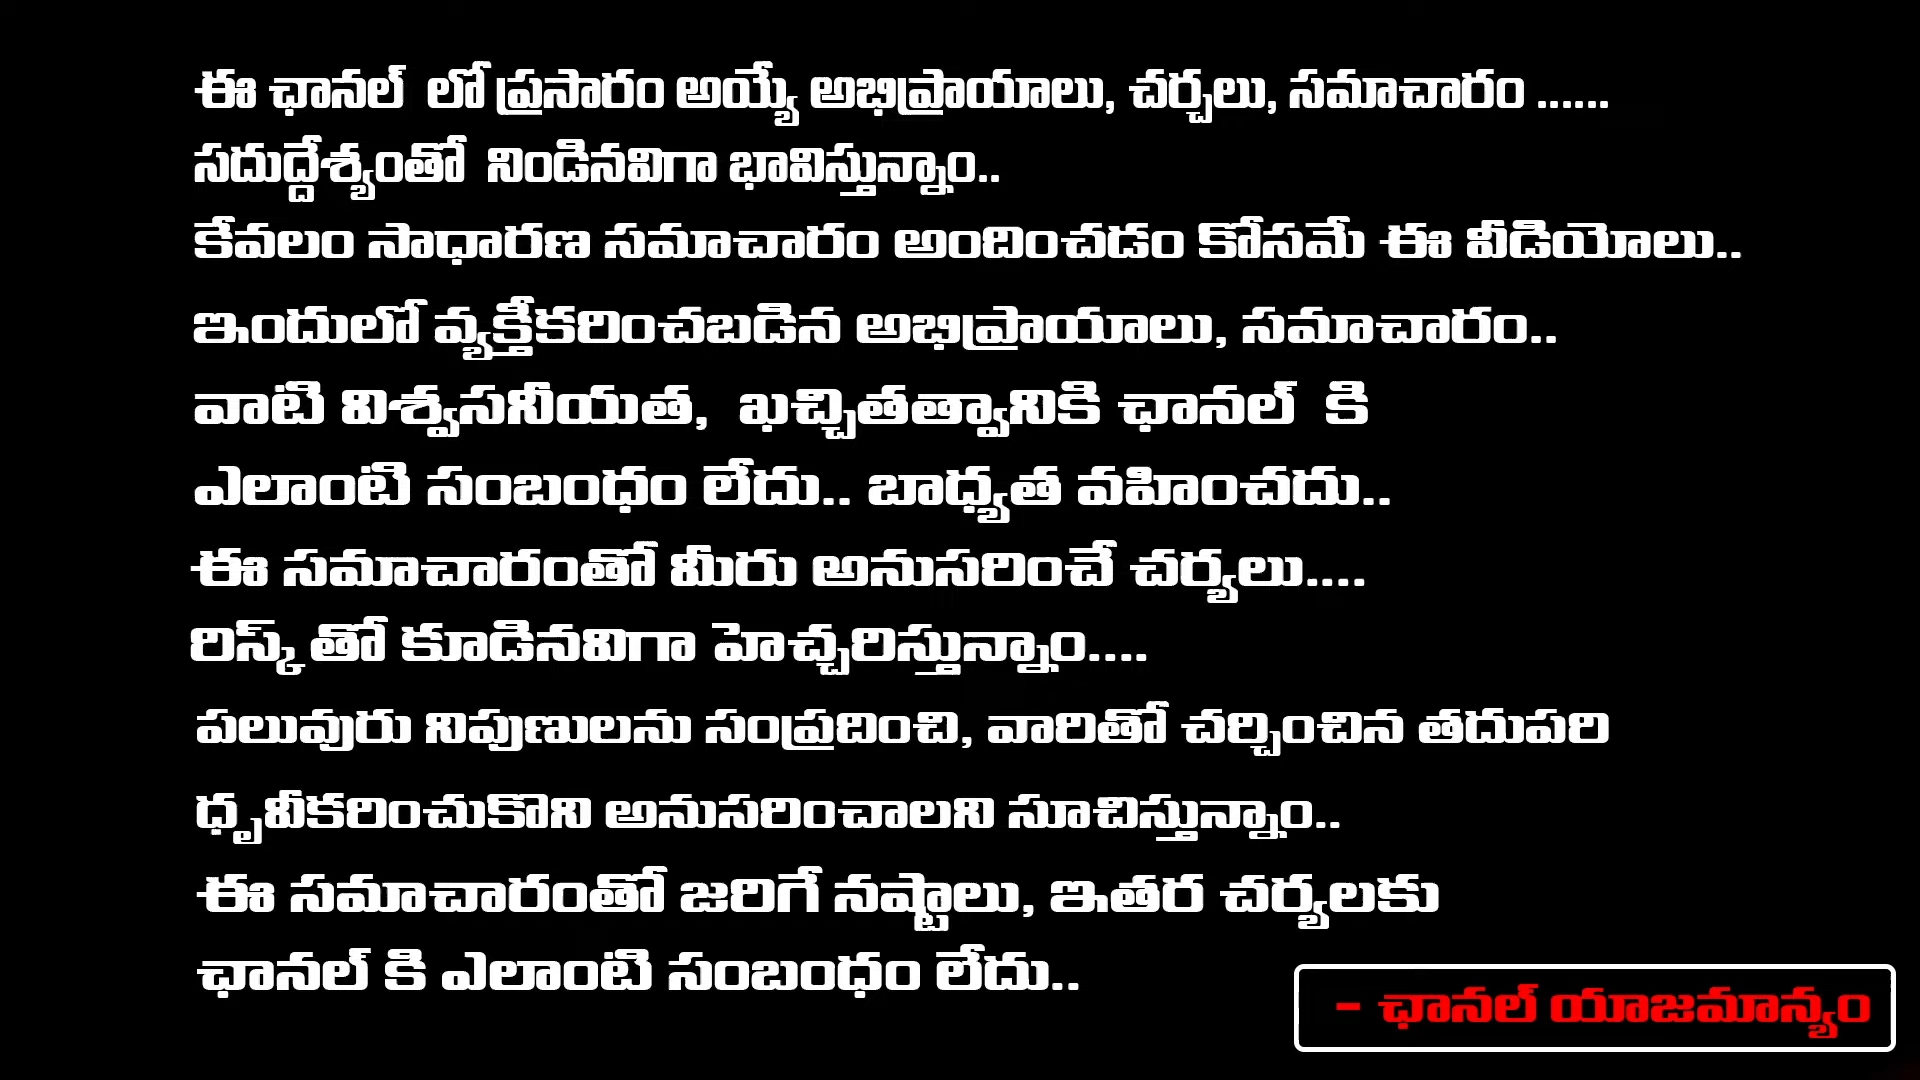 ఈ ఛానల్ లో ప్రసారం అయ్యే అభిప్రాయాలు, చర్చలు, సమాచారం ......
సదుద్దేశ్యంతో నిండినవిగా భావిస్తున్నాం..
కేవలం సాధారణ సమాచారం అందించడం కోసమే ఈ వీడియోలు..
ఇందులో వ్యక్తీకరించబడిన అభిప్రాయాలు, సమాచారం..
వాటి విశ్వసనీయత, ఖచ్చితత్వానికి ఛానల్ కి
ఎలాంటి సంబంధం లేదు.. బాధ్యత వహించదు..
ఈ సమాచారంతో మీరు అనుసరించే చర్యలు....
రిస్క్ తో కూడినవిగా హెచ్చరిస్తున్నాం....
పలువురు నిపుణులను సంప్రదించి, వారితో చర్చించిన తదుపరి
ధృవీకరించుకొని అనుసరించాలని సూచిస్తున్నాం..
ఈ సమాచారంతో జరిగే నష్టాలు, ఇతర చర్యలకు
ఛానల్ కి ఎలాంటి సంబంధం లేదు..
- ఛానల్ యాజమాన్యం